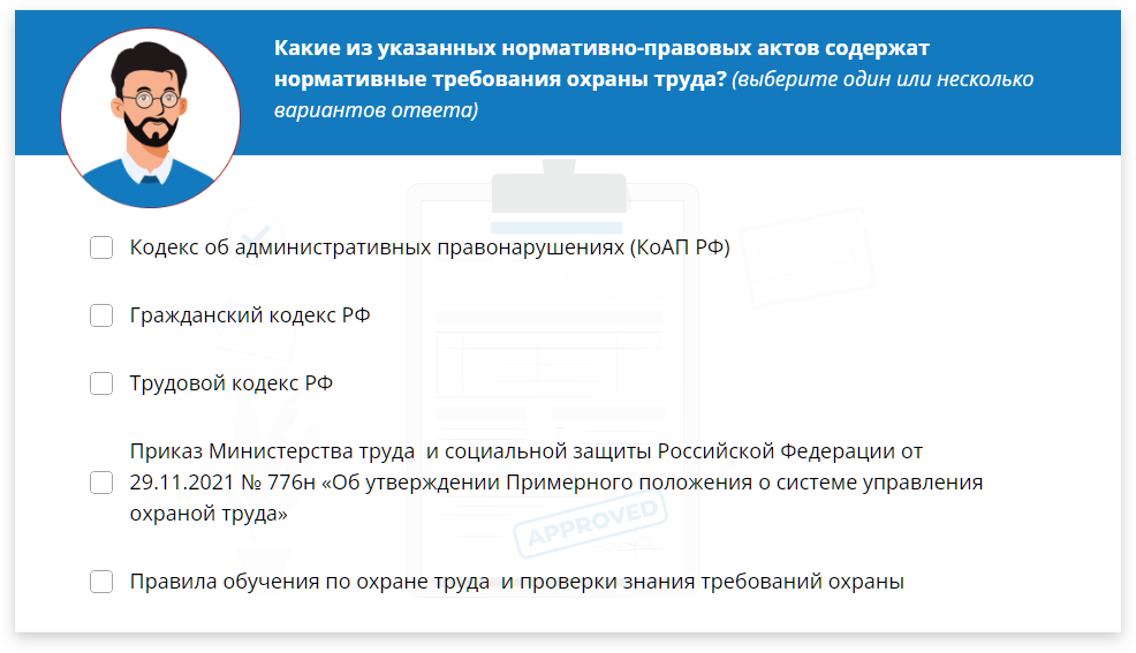 Какие из указанных нормативно-правовых актов содержат
нормативные требования охраны труда? (выберите один или несколько
вариантов ответа)
Кодекс об административных правонарушениях (КоАП РФ)
Гражданский кодекс РФ
Трудовой кодекс РФ
Приказ Министерства труда и социальной защиты Российской Федерации от
29.11.2021 № 776н «Об утверждении Примерного положения о системе управления
охраной труда»
APPROVED
Правила обучения по охране труда и проверки знания требований охраны